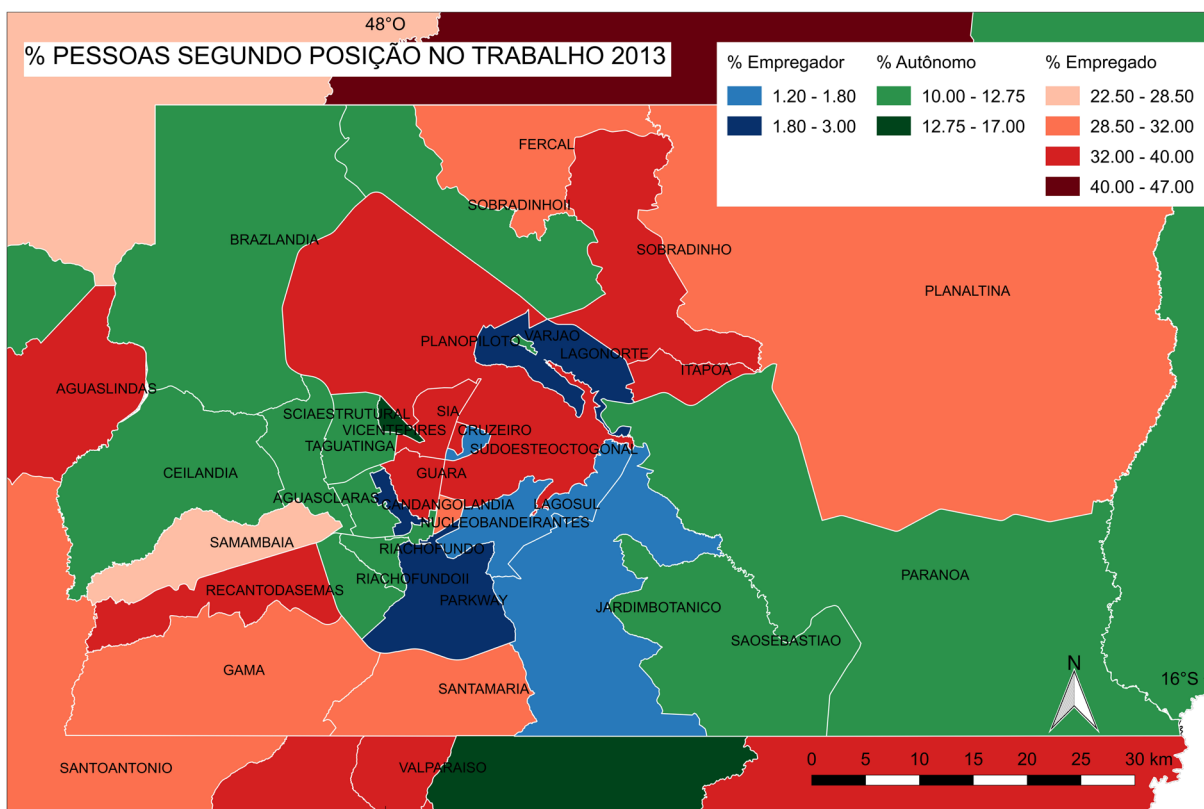 48°O
% PESSOAS SEGUNDO POSIÇÃO NO TRABALHO 2013
% Empregador
1.20 - 1.80
1.80 - 3.00
% Autônomo
10.00 - 12.75
12.75 - 17.00
% Empregado
22.50 - 28.50
28.50 - 32.00
32.00 - 40.00
40.00 - 47.00
FERCAL
SOBRADINHOII
BRAZLANDIA
SOBRADINHO
PLANALTINA
VARJAO
PLANOPILOTO
LAGONORTE
ITAPOA
AGUASLINDAS
SCIAESTRUTURAL
SIA
VICENTEPIRES
CRUZEIRO
TAGUATINGA
SUDOESTEOCTOGONAL
CEILANDIA
GUARA
AGUASCLARAS
CANDANGOLANDIA
LAGOSUL
NUCLEOBANDEIRANTES
SAMAMBAIA
RIACHOFUNDO
RIACHOFUNDOII
PARANOA
RECANTODASEMAS
PARKWAY
JARDIMBOTANICO
SAOSEBASTIAO
GAMA
N
16°S
SANTAMARIA
SANTOANTONIO
VALPARAISO
0 5 10 15 20 25 30 km